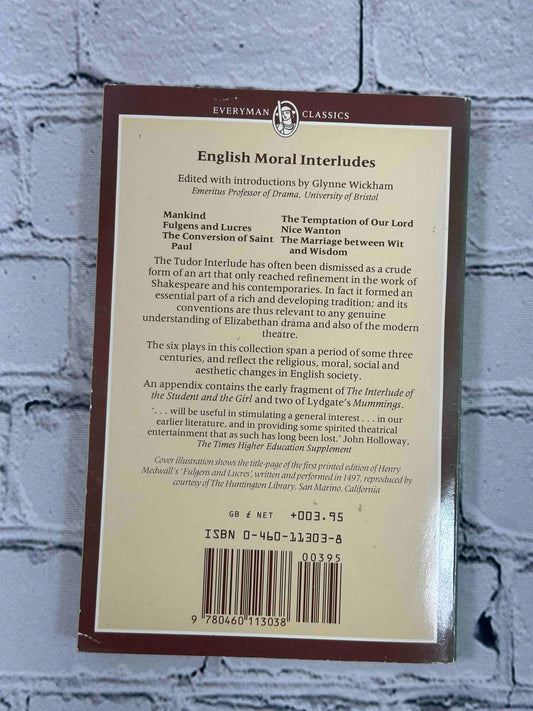 EVERYMAN CLASSICS
English Moral Interludes
Edited with introductions by Glynne Wickham
Emeritus Professor of Drama, University of Bristol
Mankind
Fulgens and Lucres
The Conversion of Saint
Paul
The Temptation of Our Lord
Nice Wanton
The Marriage between Wit
and Wisdom
The Tudor Interlude has often been dismissed as a crude
form of an art that only reached refinement in the work of
Shakespeare and his contemporaries. In fact it formed an
essential part of a rich and developing tradition; and its
conventions are thus relevant to any genuine
understanding of Elizabethan drama and also of the modern
theatre.
The six plays in this collection span a period of some three
centuries, and reflect the religious, moral, social and
aesthetic changes in English society.
An appendix contains the early fragment of The Interlude of
the Student and the Girl and two of Lydgate's Mummings.
'. . . will be useful in stimulating a general interest . . . in our
earlier literature, and in providing some spirited theatrical
entertainment that as such has long been lost.' John Holloway,
The Times Higher Education Supplement
Cover illustration shows the title-page of the first printed edition of Henry
Medwall's 'Fulgens and Lucres', written and performed in 1497, reproduced by
courtesy of The Huntington Library, San Marino, California
GB £ NET +003.95
ISBN 0-460-11303-8
00395
9 780460 113038